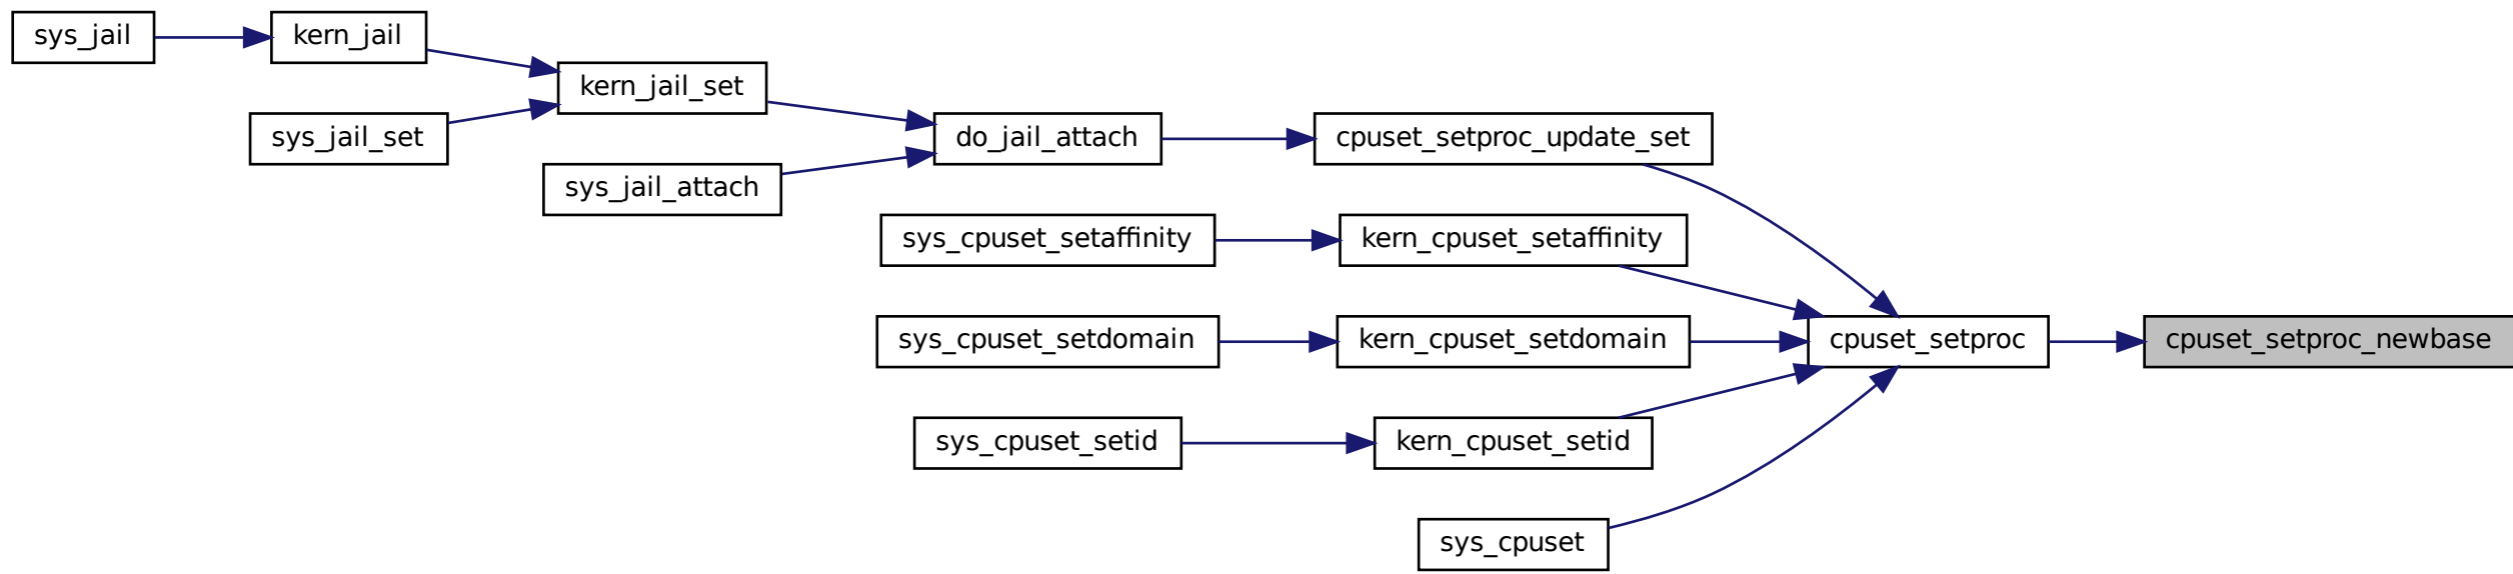 sys_jail
kern_jail
kern_jail_set
sys_jail_set
do_jail_attach
cpuset_setproc_update_set
sys_jail_attach
sys_cpuset_setaffinity
kern_cpuset_setaffinity
sys_cpuset_setdomain
kern_cpuset_setdomain
cpuset_setproc
cpuset_setproc_newbase
sys_cpuset_setid
kern_cpuset_setid
sys_cpuset